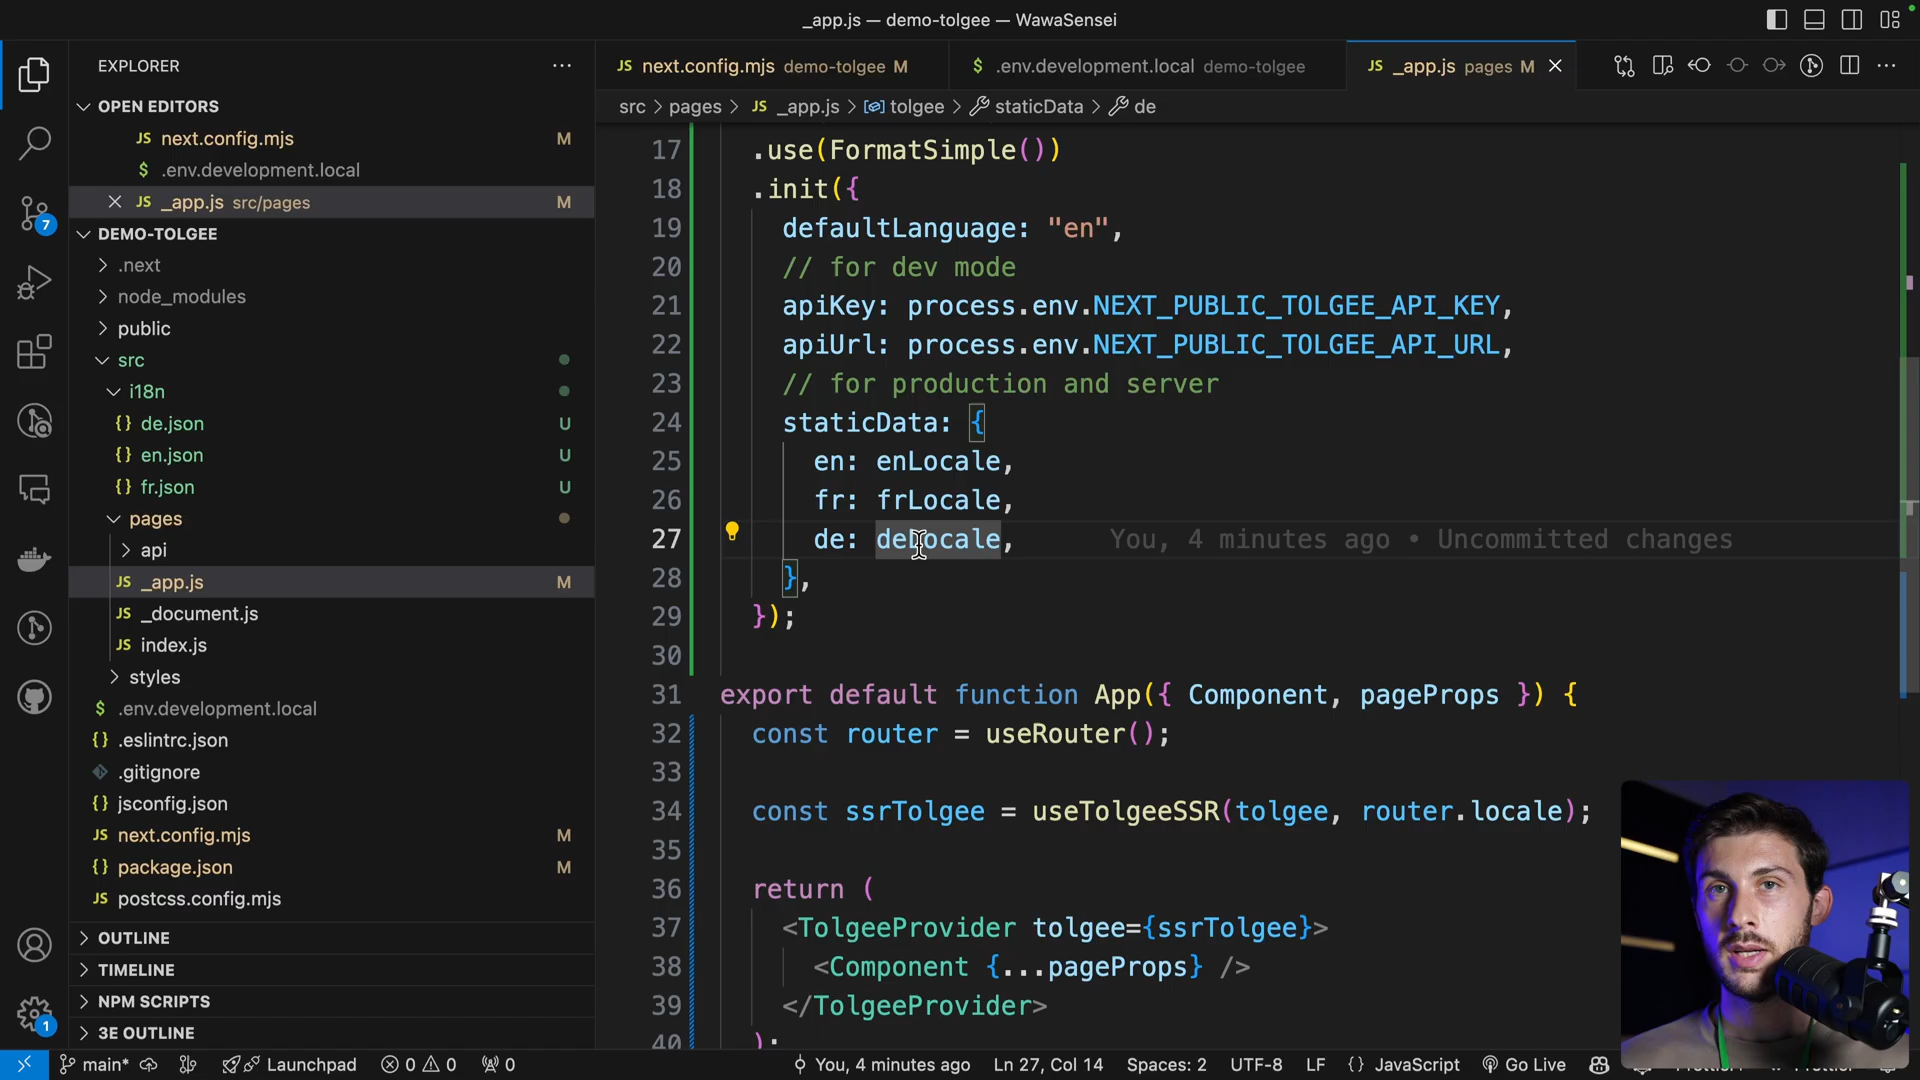 _app.js — demo-tolgee — WawaSensei
EXPLORER
next.config.mjs demo-tolgee M
.env.development.local demo-tolgee
_app.js pages M
OPEN EDITORS
src > pages > JS _app.js > tolgee > staticData > de
JS next.config.mjs M
$ .env.development.local
JS _app.js src/pages M
DEMO-TOLGEE
.next
node_modules
public
src
i18n
{} de.json U
{} en.json U
{} fr.json U
pages
api
JS _app.js M
JS _document.js
JS index.js
styles
$ .env.development.local
{} .eslintrc.json
.gitignore
{} jsconfig.json
JS next.config.mjs M
{} package.json M
JS postcss.config.mjs
OUTLINE
TIMELINE
NPM SCRIPTS
3E OUTLINE
7
1
17 .use(FormatSimple())
18 .init({
19 defaultLanguage: "en",
20 // for dev mode
21 apiKey: process.env.NEXT_PUBLIC_TOLGEE_API_KEY,
22 apiUrl: process.env.NEXT_PUBLIC_TOLGEE_API_URL,
23 // for production and server
24 staticData: {
25 en: enLocale,
26 fr: frLocale,
27 de: deLocale, You, 4 minutes ago • Uncommitted changes
28 },
29 });
30
31 export default function App({ Component, pageProps }) {
32 const router = useRouter();
33
34 const ssrTolgee = useTolgeeSSR(tolgee, router.locale);
35
36 return (
37 <TolgeeProvider tolgee={ssrTolgee}>
38 <Component {...pageProps} />
39 </TolgeeProvider>
40 );
main* Launchpad 0 0 0 You, 4 minutes ago Ln 27, Col 14 Spaces: 2 UTF-8 LF {} JavaScript Go Live